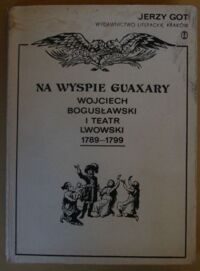 JERZY GOT
WYDAWNICTWO LITERACKIE, KRAKÓW
NA WYSPIE GUAXARY
WOJCIECH
BOGUSŁAWSKI
I TEATR
LWOWSKI
1789–1799